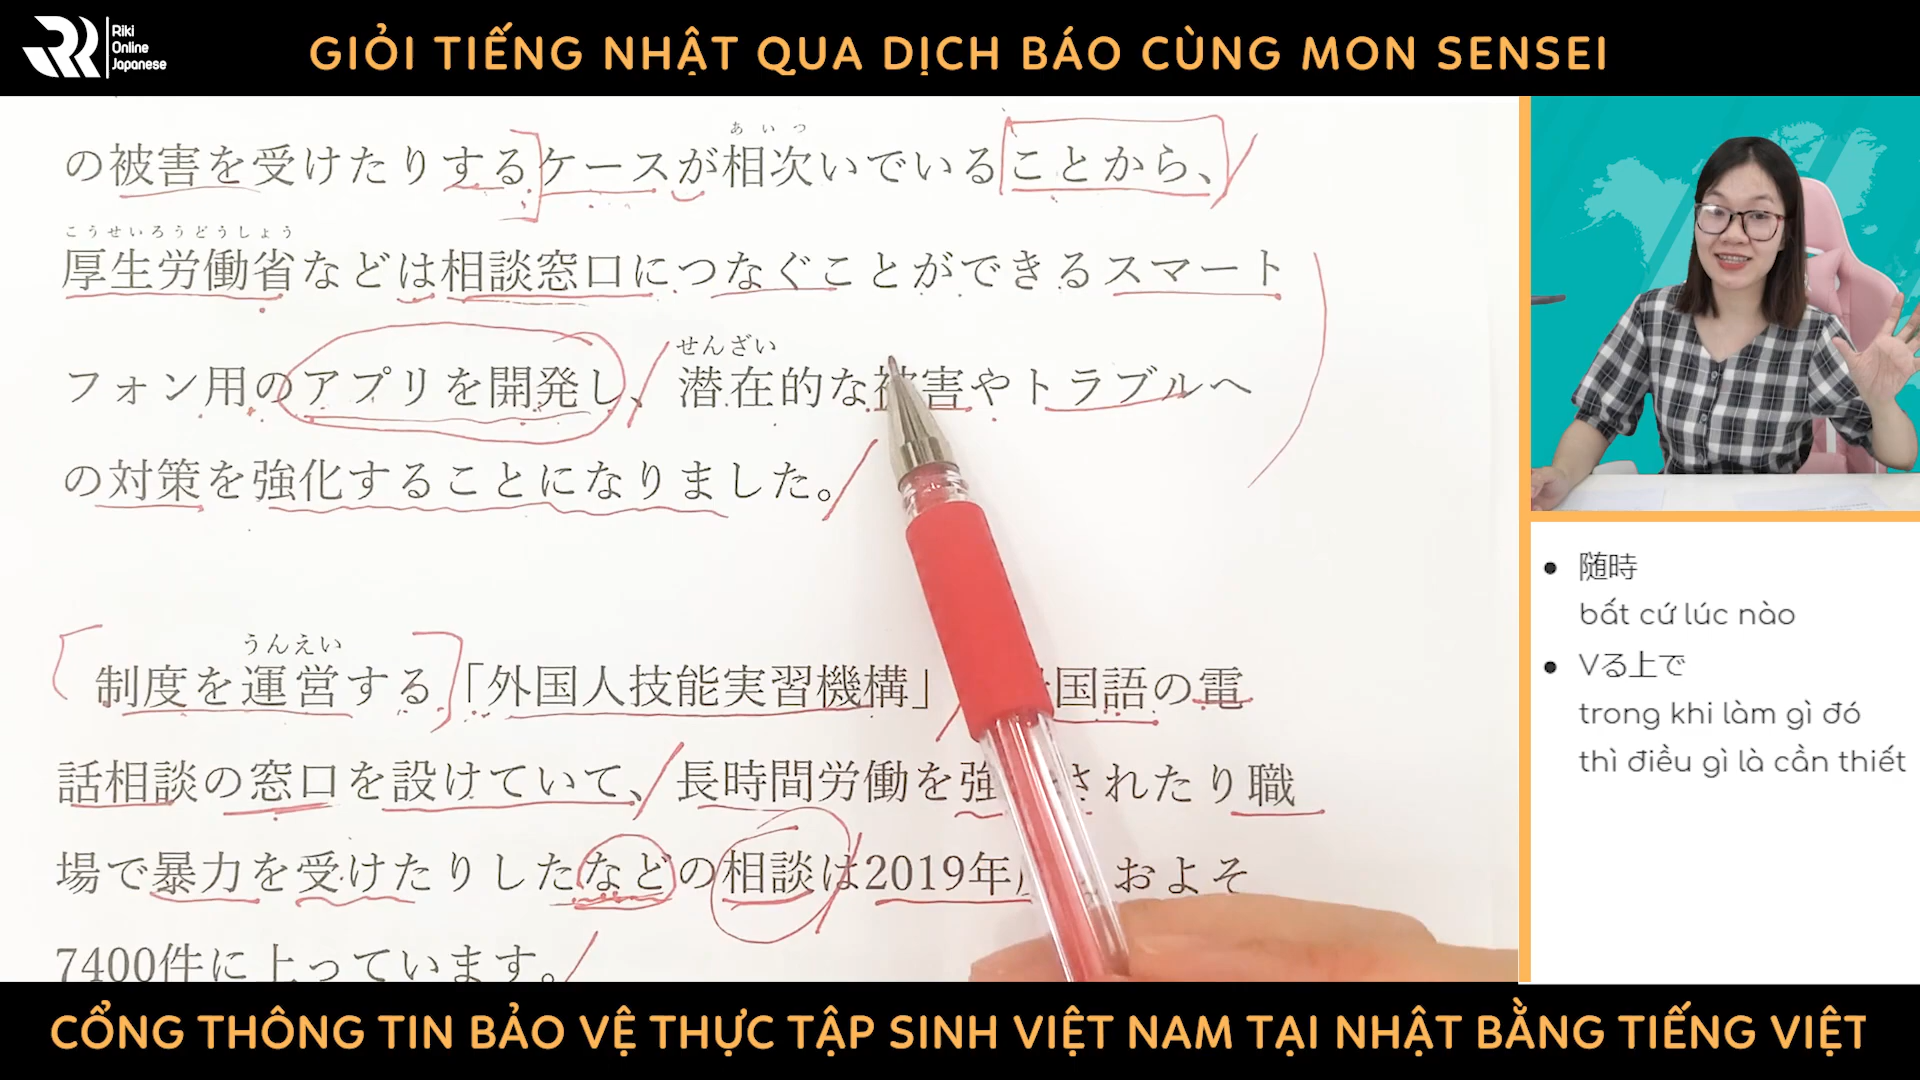 Riki
Online
Japanese
GIỎI TIẾNG NHẬT QUA DỊCH BÁO CÙNG MON SENSEI
あいつ
の被害を受けたりするケースが相次いでいることから、
こうせいろうどうしょう
厚生労働省などは相談窓口につなぐことができるスマート
せんざい
フォン用のアプリを開発し、潜在的な被害やトラブルへ
の対策を強化することになりました。
うんえい
制度を運営する「外国人技能実習機構」国語の電
話相談の窓口を設けていて、長時間労働を強されたり職
場で暴力を受けたりしたなどの相談は2019年 およそ
7400件に上っています。
随時
bất cứ lúc nào
Vる上で
trong khi làm gì đó
thì điều gì là cần thiết
CỔNG THÔNG TIN BẢO VỆ THỰC TẬP SINH VIỆT NAM TẠI NHẬT BẰNG TIẾNG VIỆT